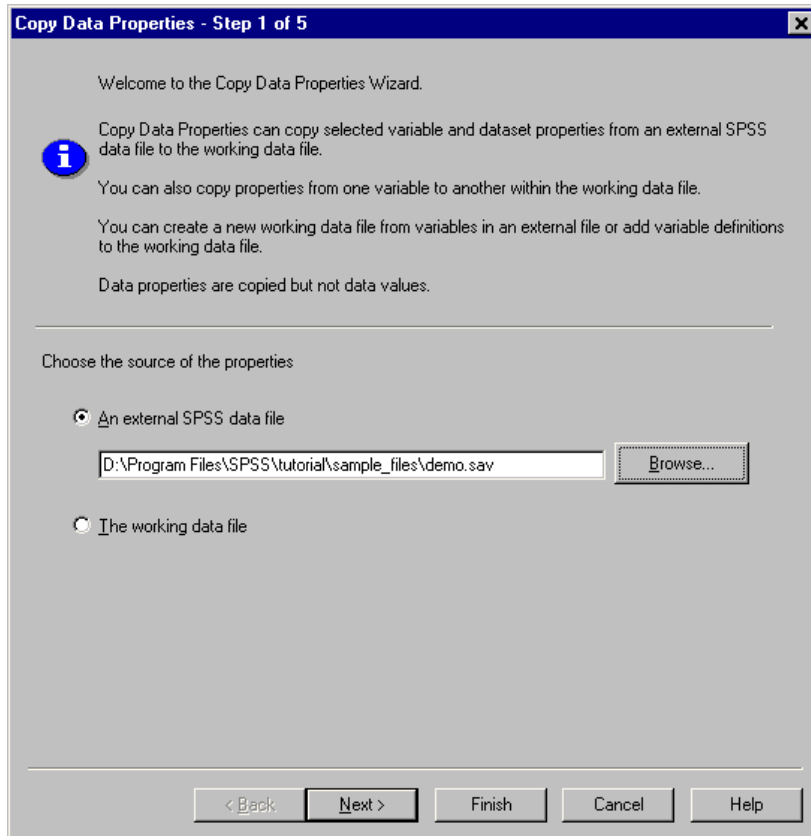 Copy Data Properties - Step 1 of 5
Welcome to the Copy Data Properties Wizard.
Copy Data Properties can copy selected variable and dataset properties from an external SPSS
data file to the working data file.
You can also copy properties from one variable to another within the working data file.
You can create a new working data file from variables in an external file or add variable definitions
to the working data file.
Data properties are copied but not data values.
Choose the source of the properties
An external SPSS data file
D:\Program Files\SPSS\tutorial\sample_files\demo.sav
Browse...
The working data file
< Back
Next >
Finish
Cancel
Help